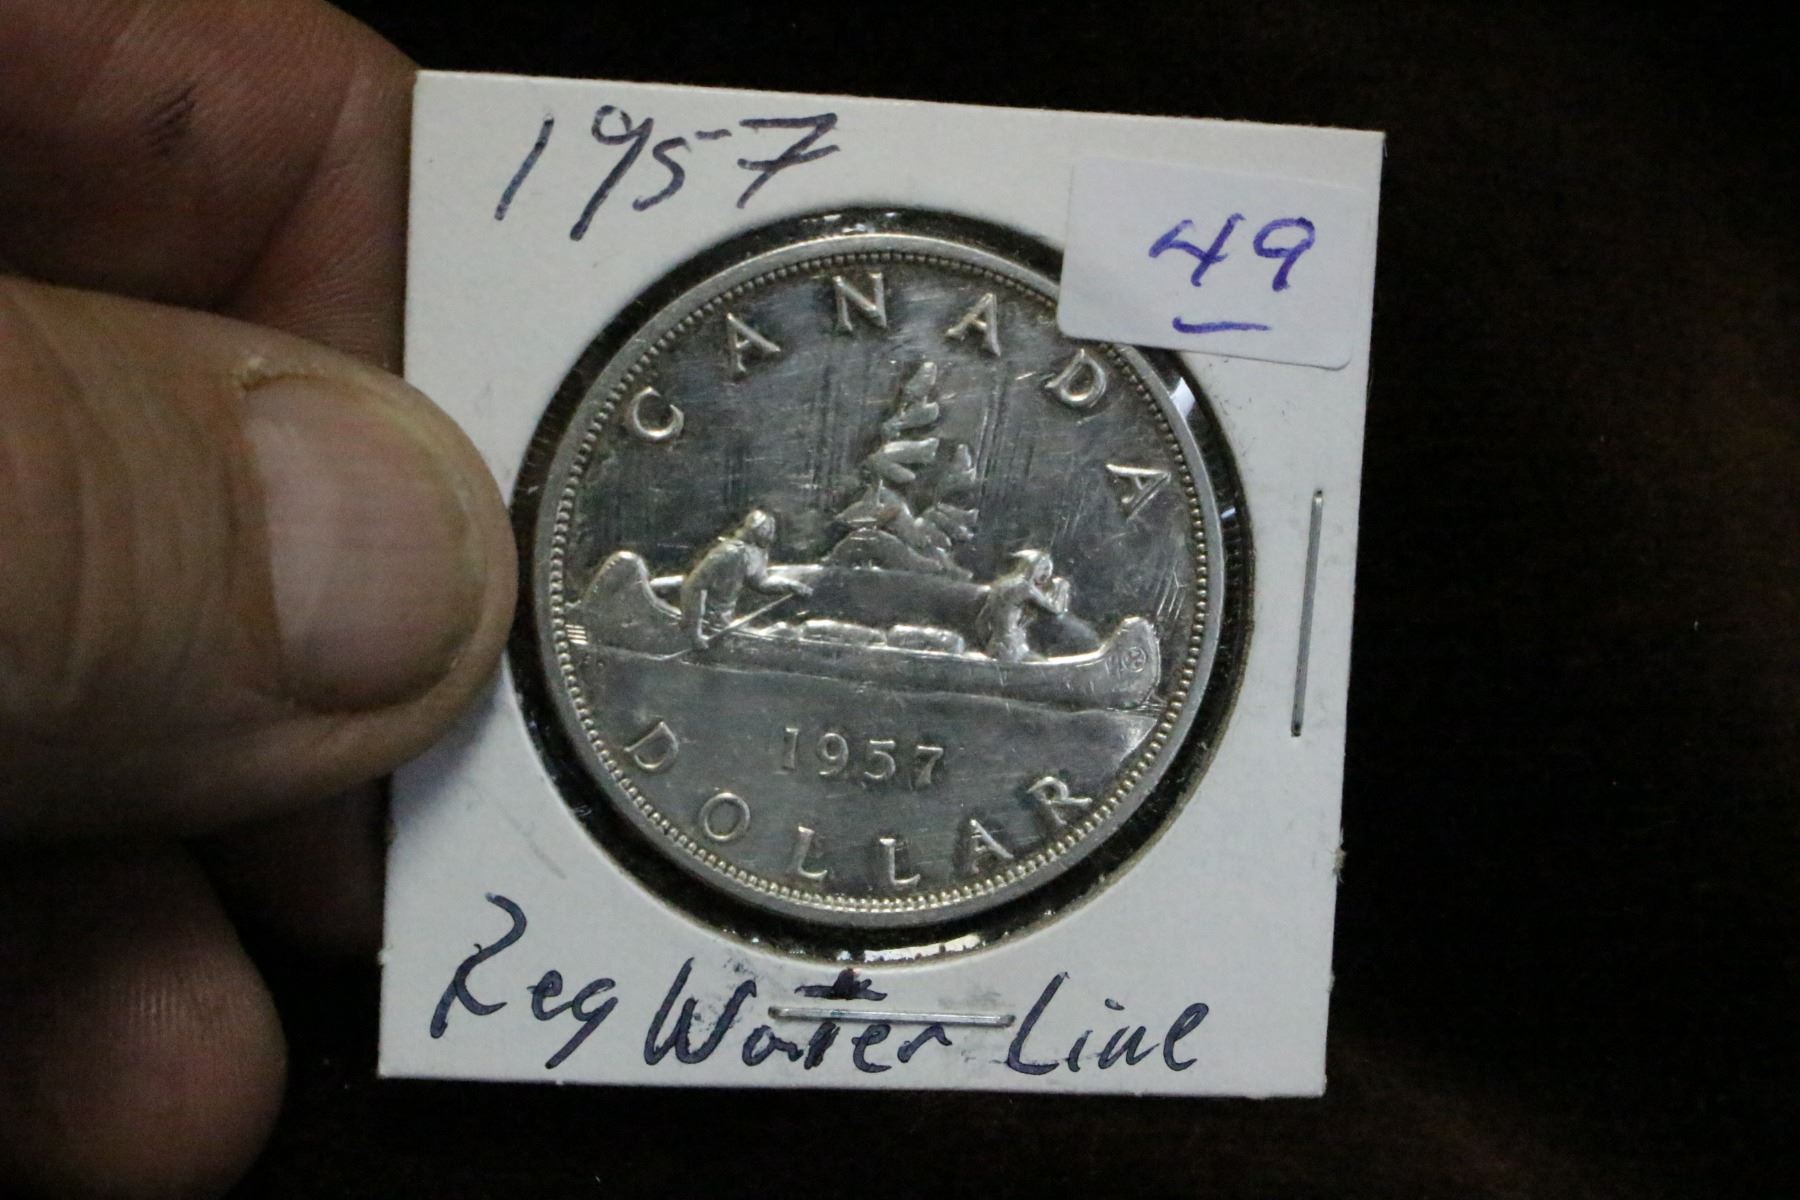 1957
49
CANADA
1957
DOLLAR
Reg Water Line